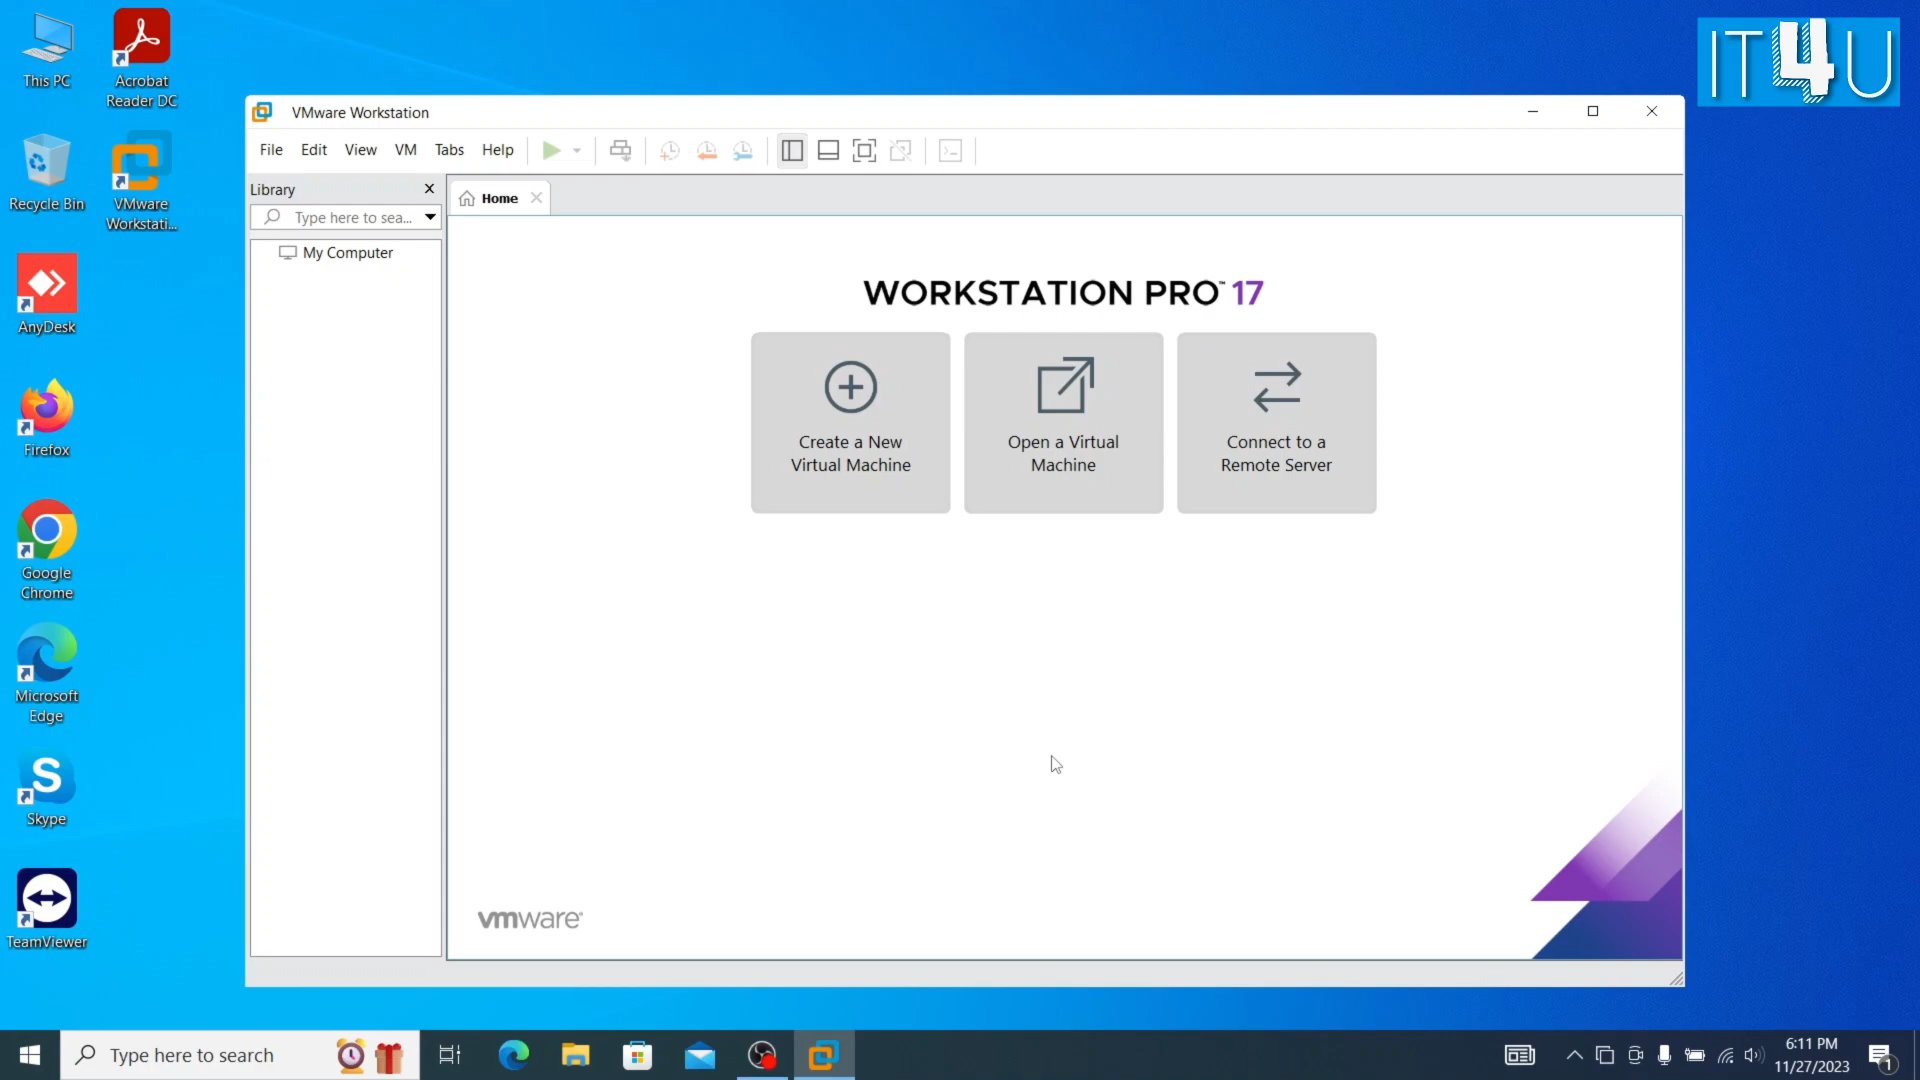 This PC
Acrobat
Reader DC
Recycle Bin
VMware
Workstati...
AnyDesk
Firefox
Google
Chrome
Microsoft
Edge
Skype
TeamViewer
IT4U
VMware Workstation
File Edit View VM Tabs Help
Library
Type here to sea...
My Computer
Home
WORKSTATION PRO™ 17
Create a New
Virtual Machine
Open a Virtual
Machine
Connect to a
Remote Server
vmware®
Type here to search
6:11 PM
11/27/2023
1